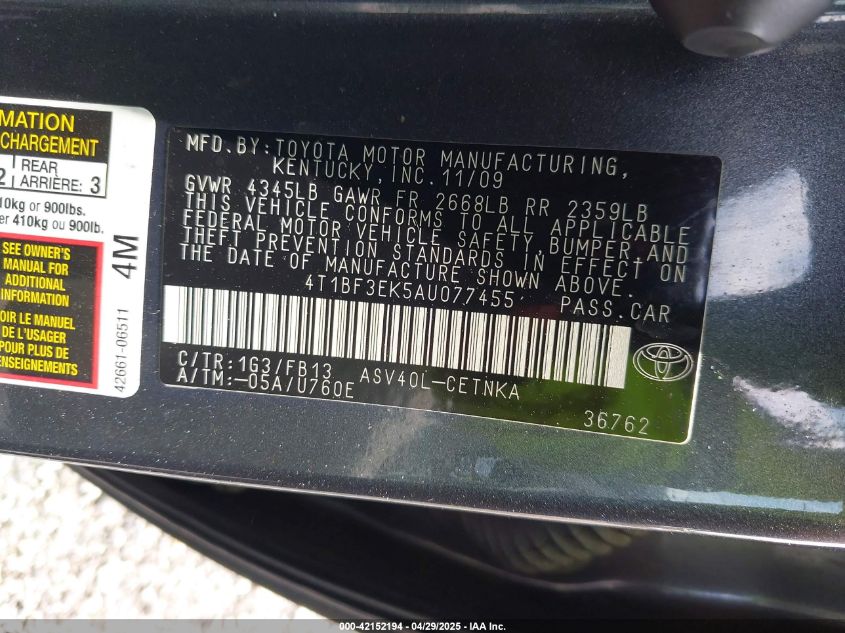 MATION
CHARGEMENT
2
REAR
ARRIÈRE: 3
10kg or 900lbs.
er 410kg ou 900lb.
SEE OWNER'S
MANUAL FOR
ADDITIONAL
INFORMATION
OIR LE MANUEL
DE L'USAGER
POUR PLUS DE
4M
42661-06511
MFD.BY:TOYOTA MOTOR MANUFACTURING,
KENTUCKY, INC.11/09
GVWR 4345LB GAWR FR 2668LB RR 2359LB
THIS VEHICLE CONFORMS TO ALL APPLICABLE
FEDERAL MOTOR VEHICLE SAFETY, BUMPER, AND
THEFT PREVENTION STANDARDS IN EFFECT ON
THE DATE OF MANUFACTURE SHOWN ABOVE.
4T1BF3EK5AU077455 PASS.CAR
C/TR:1G3/FB13 ASV40L-CETNKA
A/TM:-05A/U760E
36762
000-42152194 - 04/29/2025 - IAA Inc.